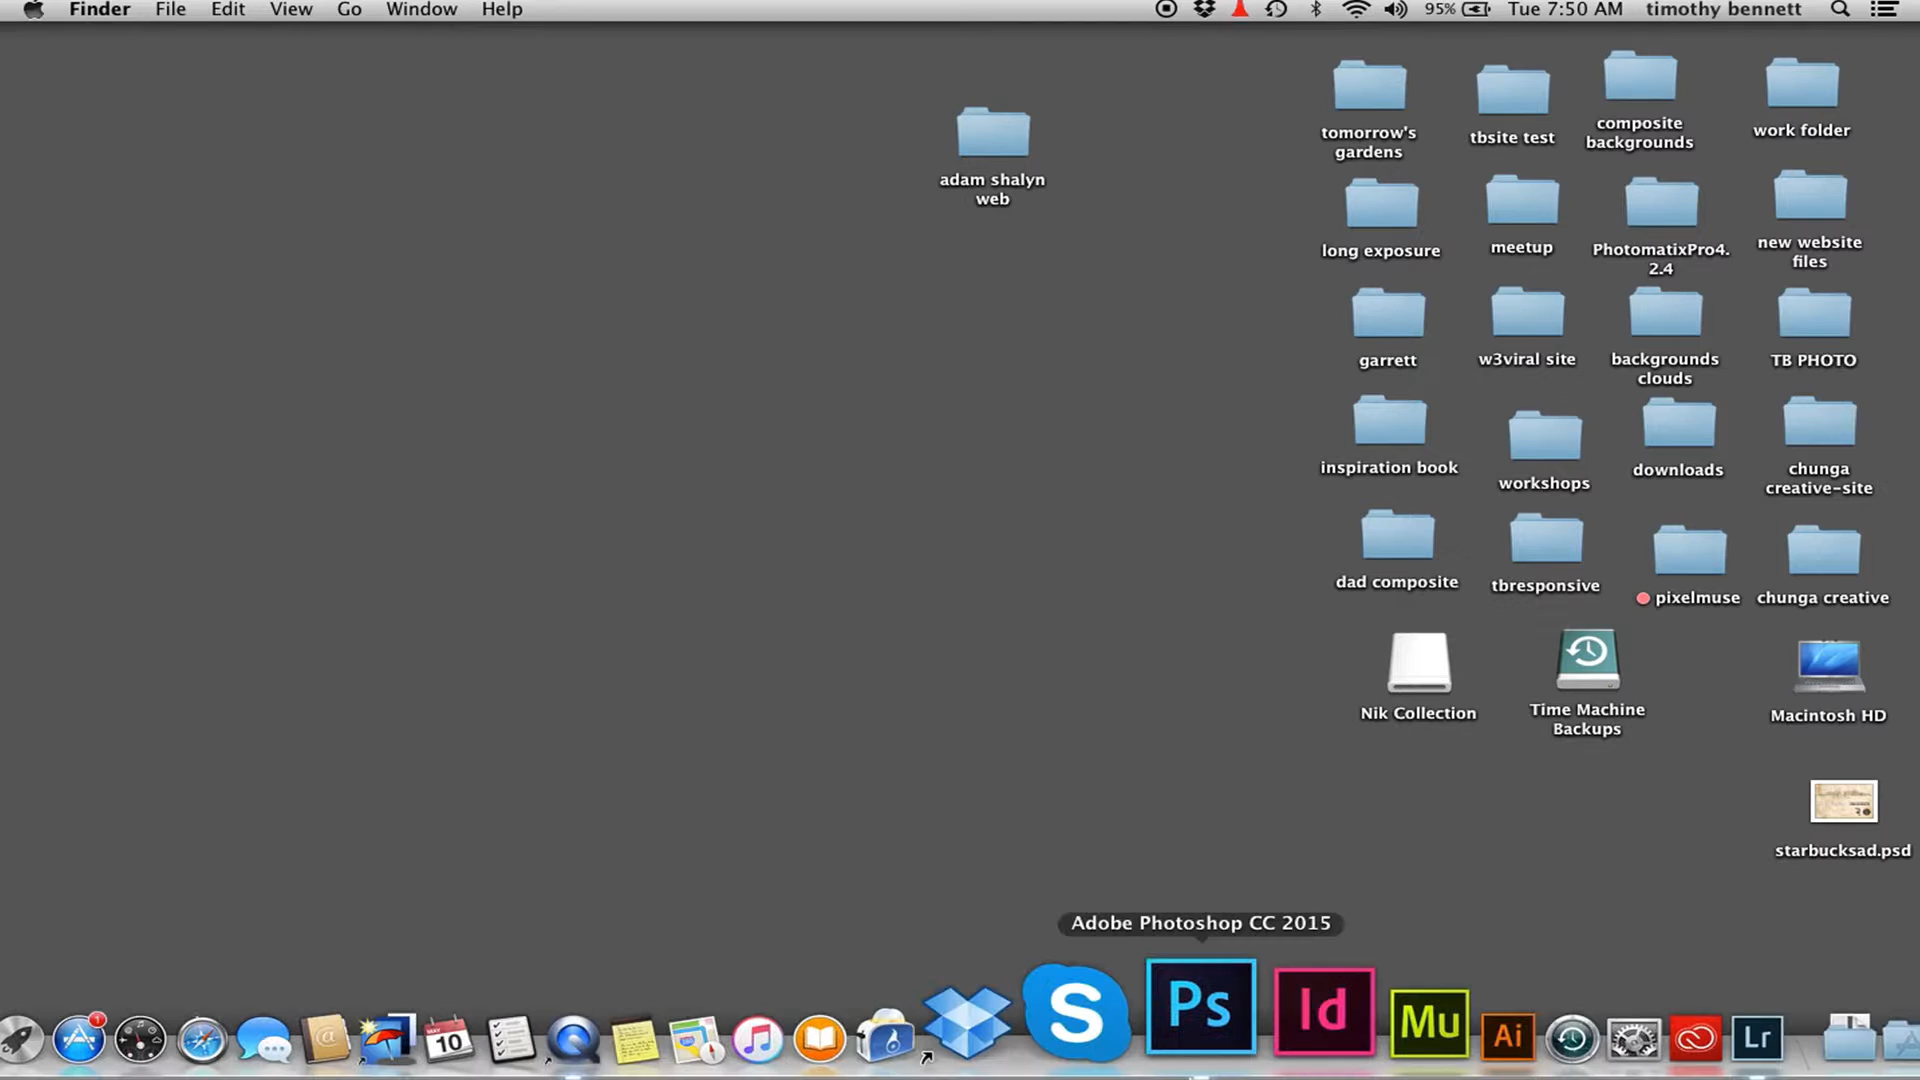 Finder File Edit View Go Window Help 95% Tue 7:50 AM timothy bennett
tomorrow's
gardens
tbsite test
composite
backgrounds
work folder
adam shalyn
web
long exposure
meetup
PhotomatixPro4.
2.4
new website
files
garrett
w3viral site
backgrounds
clouds
TB PHOTO
inspiration book
workshops
downloads
chunga
creative-site
dad composite
tbresponsive
pixelmuse
chunga creative
Nik Collection
Time Machine
Backups
Macintosh HD
starbucksad.psd
Adobe Photoshop CC 2015
1
@
MAY
10
S
Ps
Id
Mu
Ai
Lr